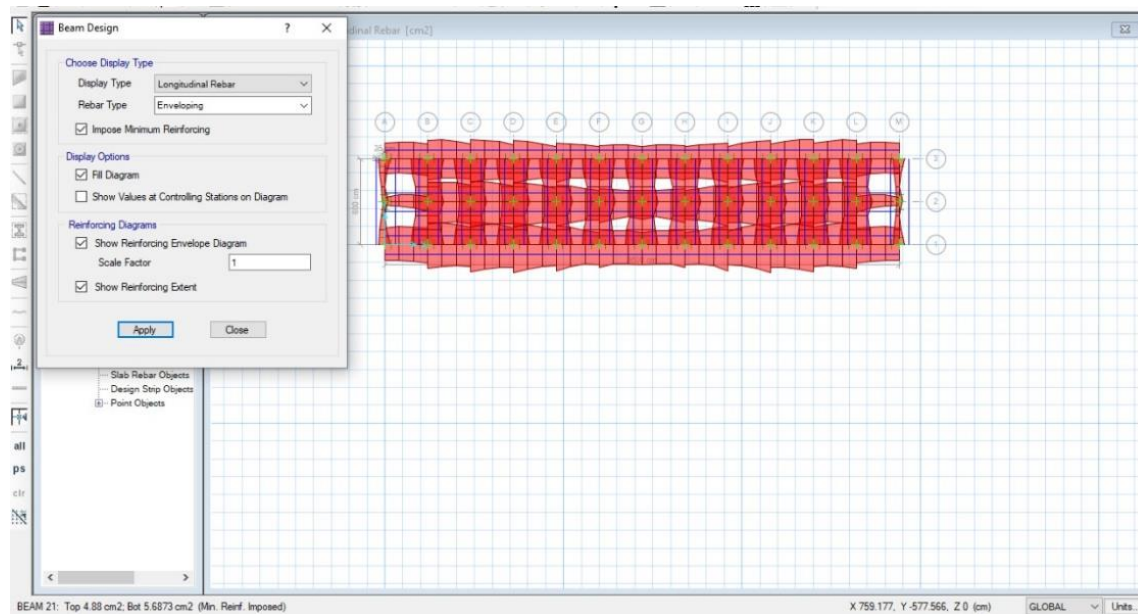 Beam Design ? X
dinal Rebar [cm2]
Choose Display Type
Display Type Longitudinal Rebar
Rebar Type Enveloping
Impose Minimum Reinforcing
Display Options
Fill Diagram
Show Values at Controlling Stations on Diagram
Reinforcing Diagrams
Show Reinforcing Envelope Diagram
Scale Factor 1
Show Reinforcing Extent
Apply Close
A B C D E F G H I J K L M
3
2
1
600 cm
Slab Rebar Objects
Design Strip Objects
Point Objects
2
all
ps
clr
BEAM 21: Top 4.88 cm2; Bot 5.6873 cm2 (Min. Reinf. Imposed) X 759.177, Y -577.566, Z 0 (cm) GLOBAL Units...